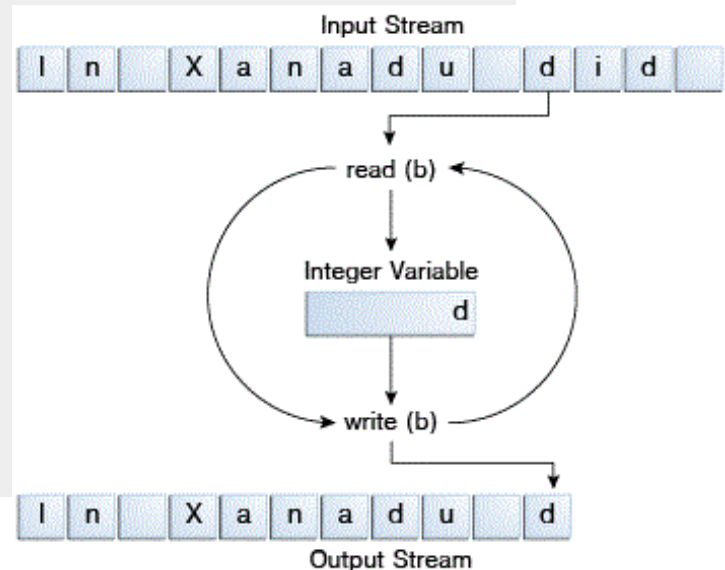 Input Stream
I n X a n a d u d i d
read (b)
Integer Variable
d
write (b)
I n X a n a d u d
Output Stream